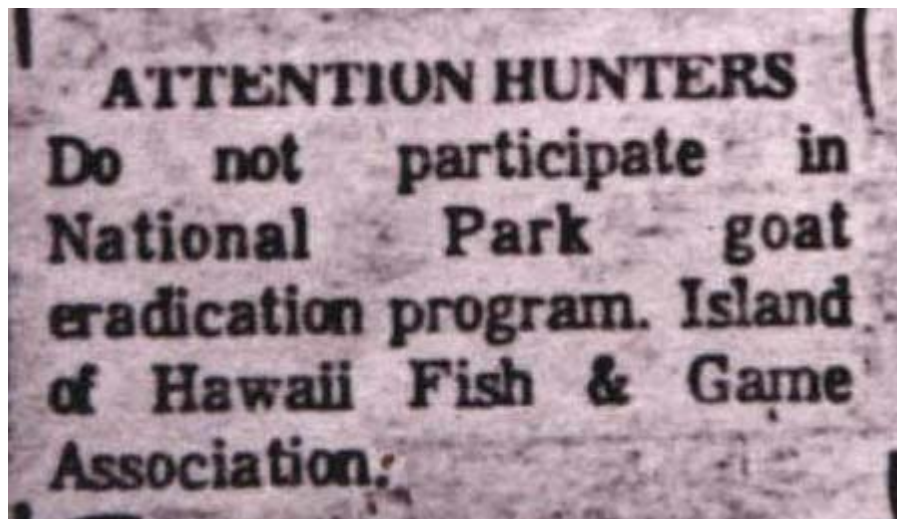 ATTENTION HUNTERS
Do not participate in
National Park goat
eradication program. Island
of Hawaii Fish & Game
Association.